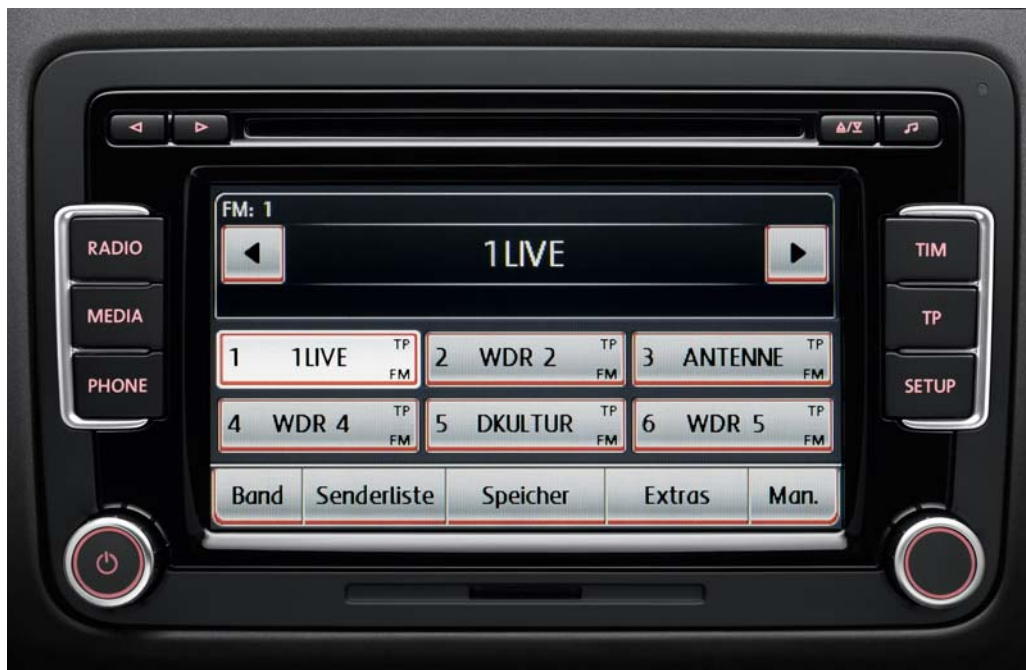 FM: 1
1LIVE
RADIO
MEDIA
PHONE
TIM
TP
SETUP
1 1LIVE TP FM
2 WDR 2 TP FM
3 ANTENNE TP FM
4 WDR 4 TP FM
5 DKULTUR TP FM
6 WDR 5 TP FM
Band Senderliste Speicher Extras Man.